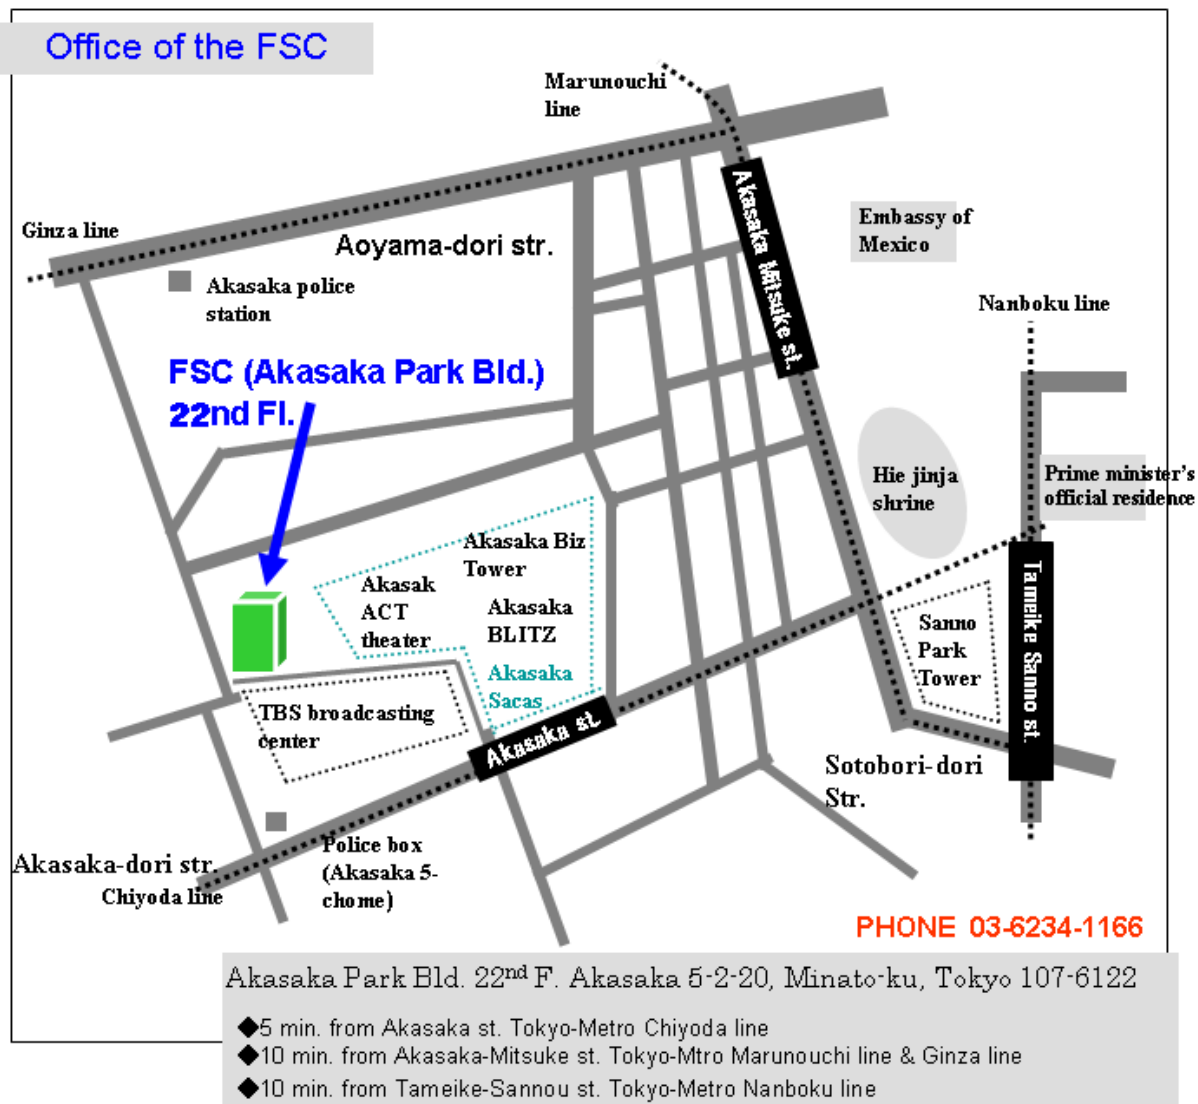 Office of the FSC
Marunouchi
line
Ginza line
Aoyama-dori str.
Akasaka Mitsuke st.
Embassy of
Mexico
Akasaka police
station
Nanboku line
FSC (Akasaka Park Bld.)
22nd Fl.
Hie jinja
shrine
Prime minister's
official residence
Akasaka Biz
Tower
Akasak
ACT
theater
Akasaka
BLITZ
Akasaka
Sacas
Sanno
Park
Tower
Tameike Sanno st.
TBS broadcasting
center
Akasaka st.
Sotobori-dori
Str.
Police box
(Akasaka 5-
chome)
Akasaka-dori str.
Chiyoda line
PHONE 03-6234-1166
Akasaka Park Bld. 22nd F. Akasaka 5-2-20, Minato-ku, Tokyo 107-6122
◆5 min. from Akasaka st. Tokyo-Metro Chiyoda line
◆10 min. from Akasaka-Mitsuke st. Tokyo-Mtro Marunouchi line & Ginza line
◆10 min. from Tameike-Sannou st. Tokyo-Metro Nanboku line